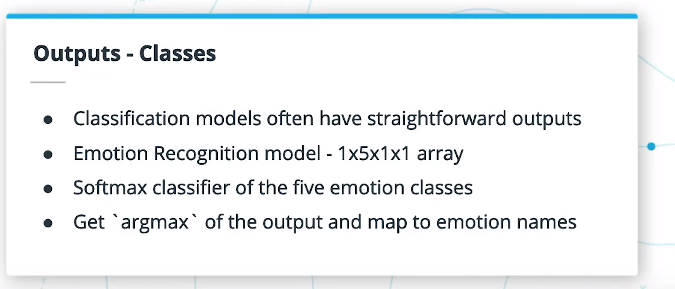 Outputs - Classes
● Classification models often have straightforward outputs
● Emotion Recognition model - 1x5x1x1 array
● Softmax classifier of the five emotion classes
● Get `argmax` of the output and map to emotion names